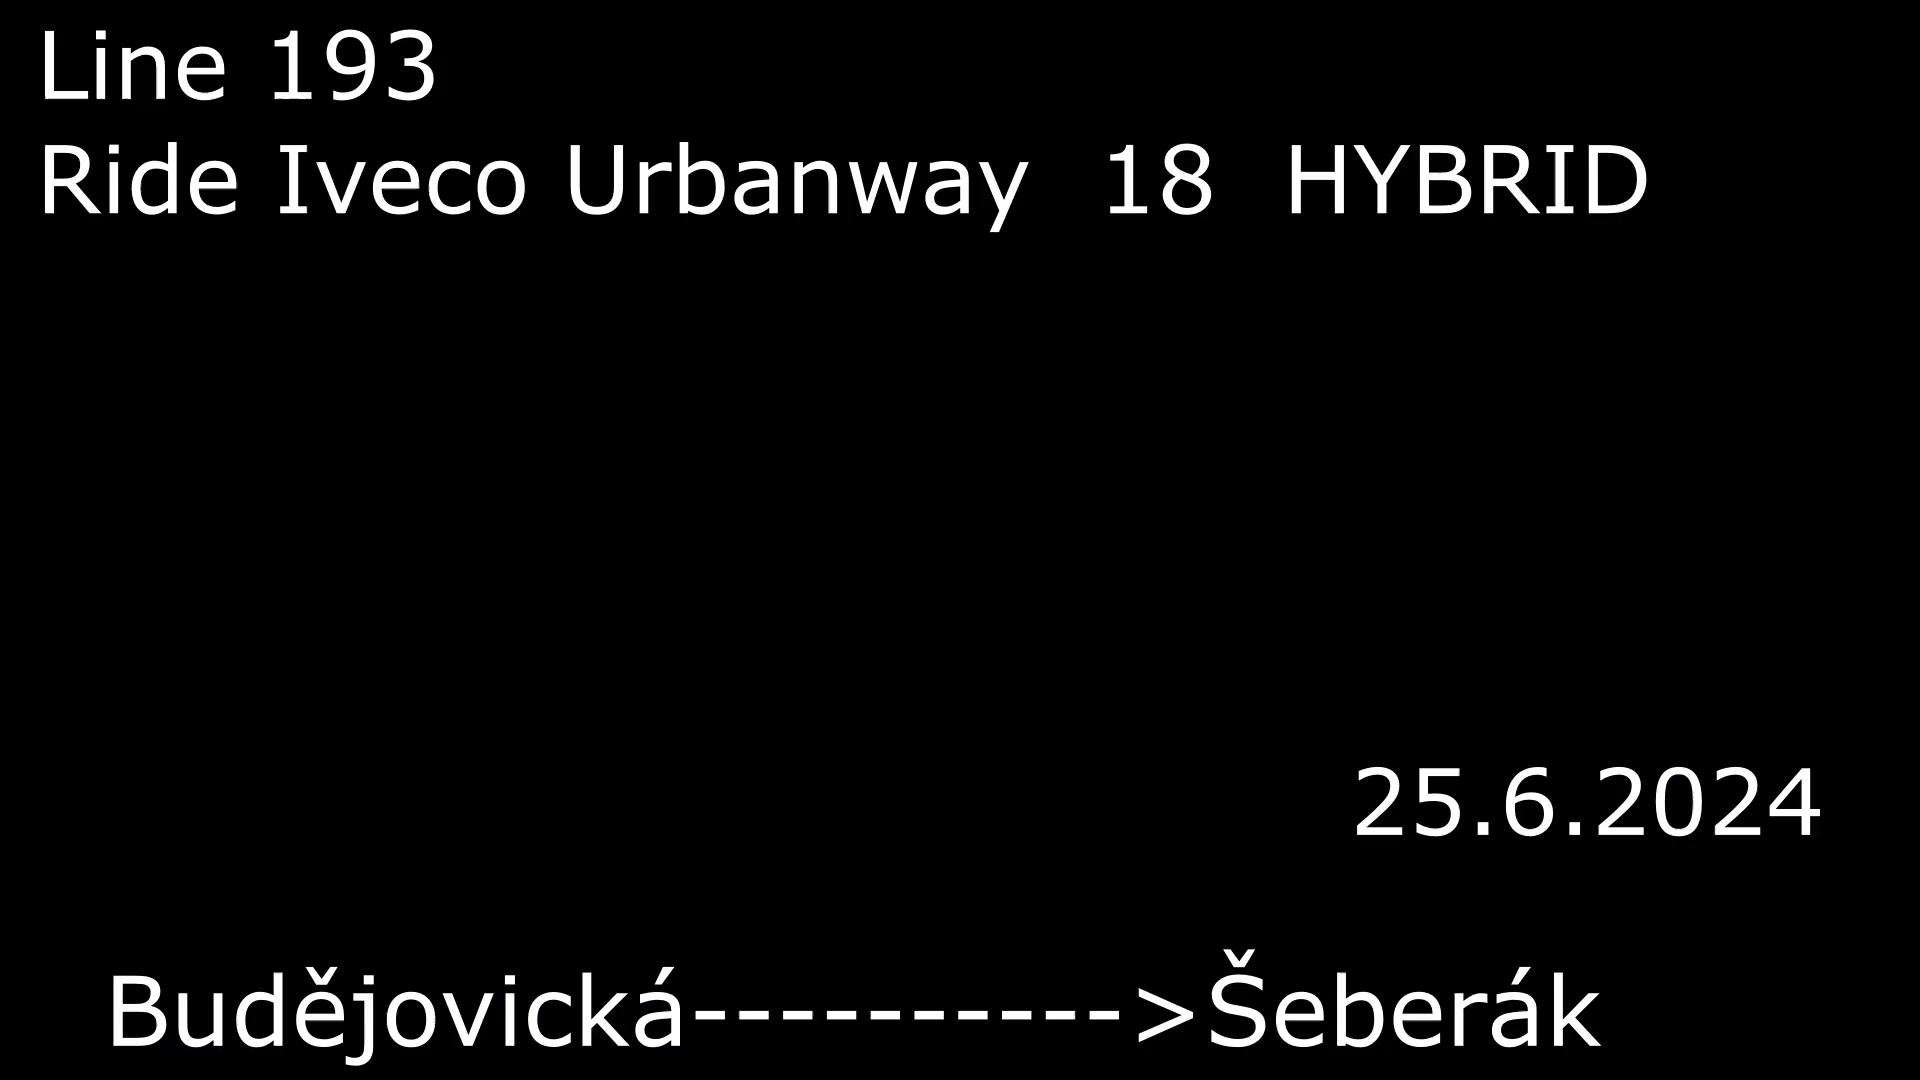 Line 193
Ride Iveco Urbanway  18  HYBRID
25.6.2024
Budějovická---------->Šeberák